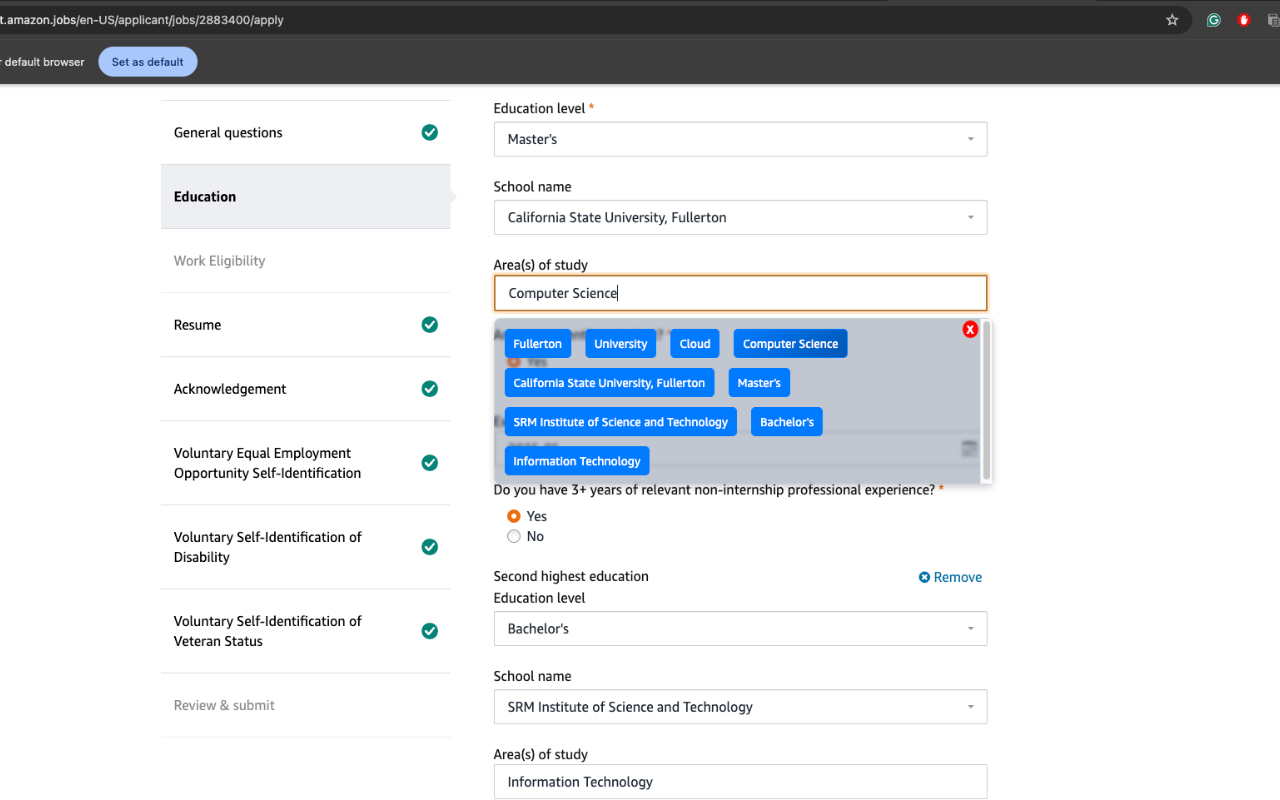 t.amazon.jobs/en-US/applicant/jobs/2883400/apply
default browser
Set as default
General questions
Education
Work Eligibility
Resume
Acknowledgement
Voluntary Equal Employment
Opportunity Self-Identification
Voluntary Self-Identification of
Disability
Voluntary Self-Identification of
Veteran Status
Review & submit
Education level *
Master's
School name
California State University, Fullerton
Area(s) of study
Computer Science
X
Fullerton
University
Cloud
Computer Science
California State University, Fullerton
Master's
SRM Institute of Science and Technology
Bachelor's
Information Technology
Yes
Do you have 3+ years of relevant non-internship professional experience? *
Yes
No
Second highest education
Remove
Education level
Bachelor's
School name
SRM Institute of Science and Technology
Area(s) of study
Information Technology